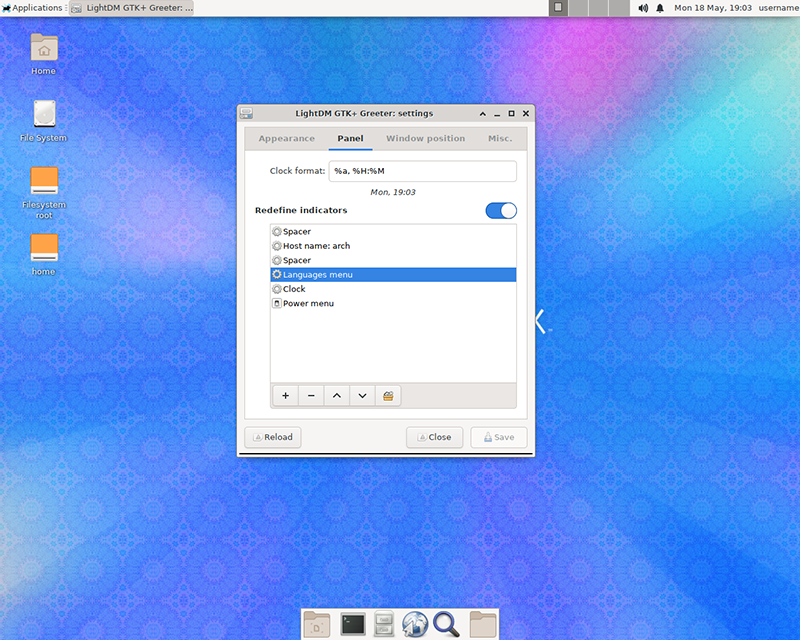 Applications LightDM GTK+ Greeter: ... Mon 18 May, 19:03 username
Home
File System
Filesystem
root
home
LightDM GTK+ Greeter: settings
Appearance Panel Window position Misc.
Clock format: %a, %H:%M
Mon, 19:03
Redefine indicators
Spacer
Host name: arch
Spacer
Languages menu
Clock
Power menu
Reload Close Save